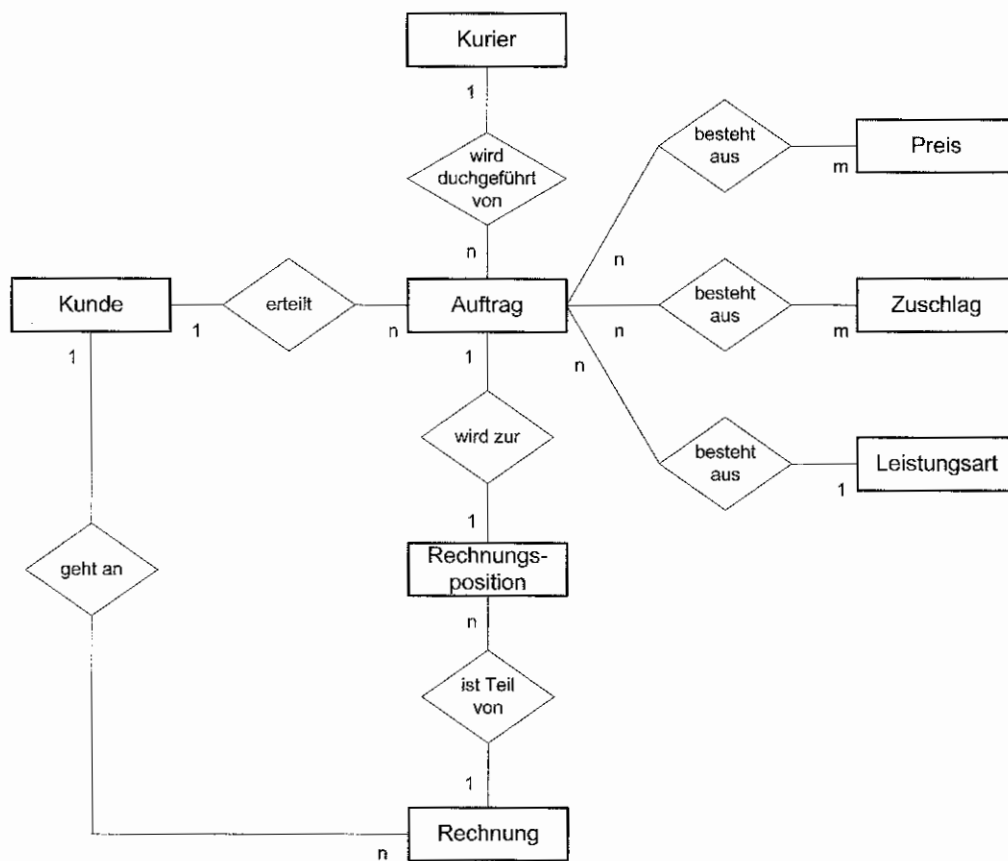 Kurier
1
wird
duchgeführt
von
n
besteht
aus
m
Preis
n
Kunde
1
erteilt
n
Auftrag
n
besteht
aus
m
Zuschlag
1
1
n
wird zur
besteht
aus
1
Leistungsart
1
Rechnungs-
position
geht an
n
ist Teil
von
1
Rechnung
n